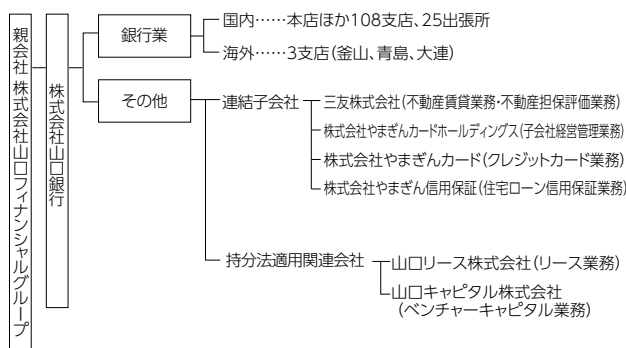 親会社 株式会社山口フィナンシャルグループ
株式会社山口銀行
銀行業
国内……本店ほか108支店、25出張所
海外……3支店(釜山、青島、大連)
その他
連結子会社
三友株式会社(不動産賃貸業務・不動産担保評価業務)
株式会社やまぎんカードホールディングス(子会社経営管理業務)
株式会社やまぎんカード(クレジットカード業務)
株式会社やまぎん信用保証(住宅ローン信用保証業務)
持分法適用関連会社
山口リース株式会社(リース業務)
山口キャピタル株式会社
(ベンチャーキャピタル業務)